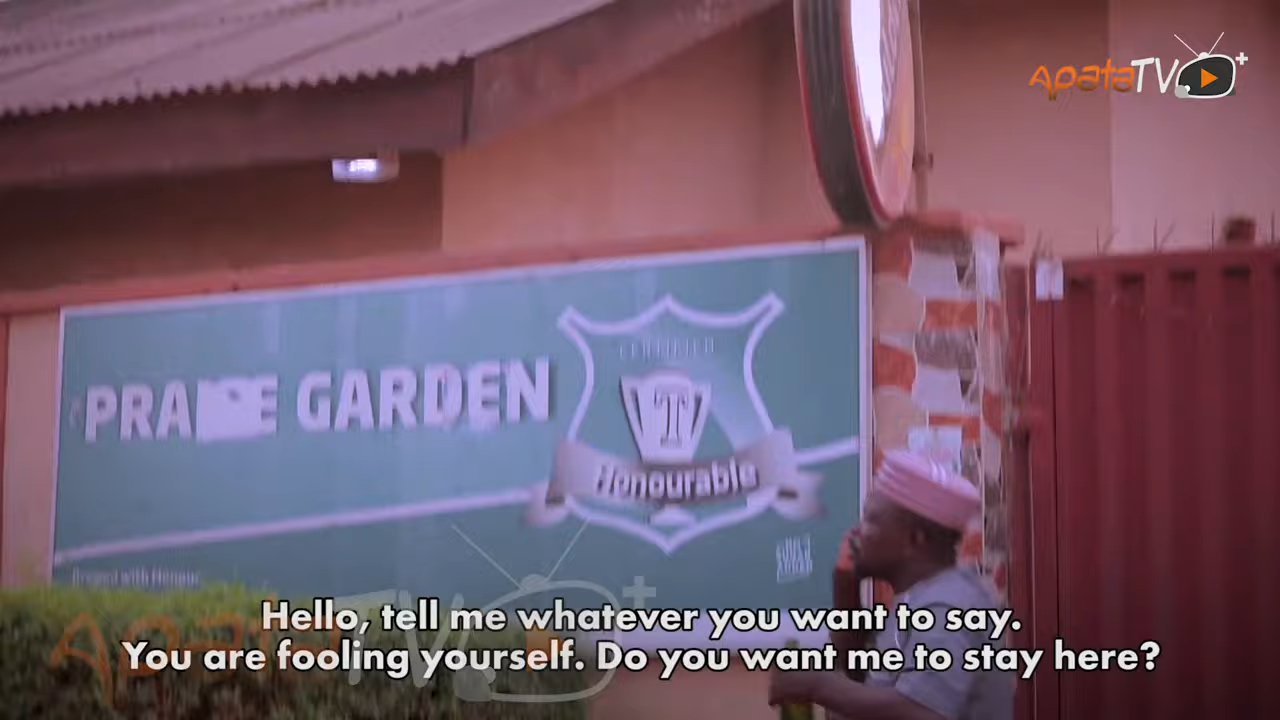 ApataTV+
GARDEN
CERTIFIED
T
Honourable
Hello, tell me whatever you want to say.
You are fooling yourself. Do you want me to stay here?